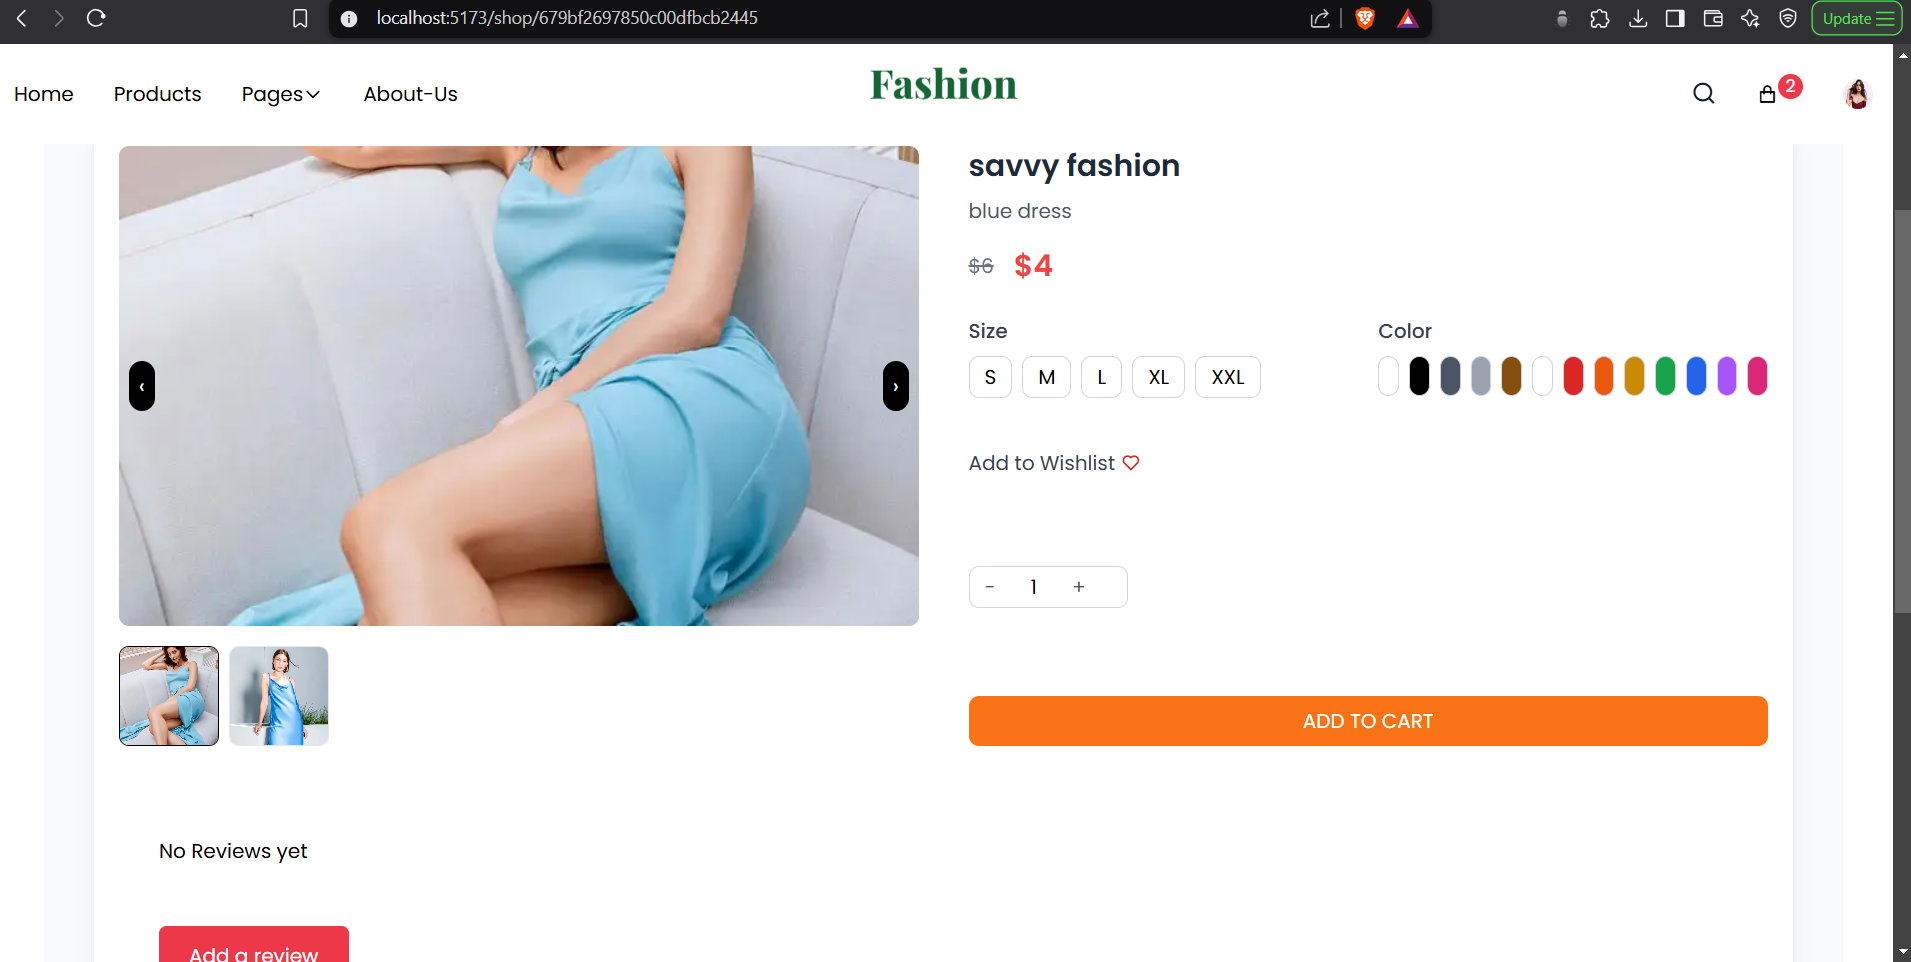 localhost:5173/shop/679bf2697850c00dfbcb2445
Update
Home Products Pages About-Us
Fashion
2
savvy fashion
blue dress
$6 $4
Size
S M L XL XXL
Color
‹ ›
Add to Wishlist
- 1 +
ADD TO CART
No Reviews yet
Add a review